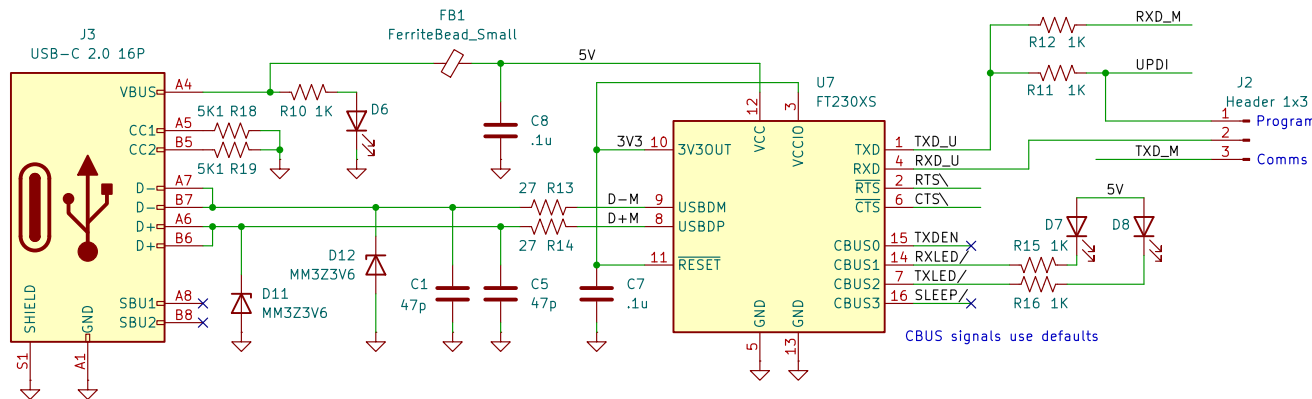 J3
USB-C 2.0 16P
VBUS
A4
CC1
A5
CC2
B5
D-
A7
D-
B7
D+
A6
D+
B6
SBU1
A8
SBU2
B8
SHIELD
GND
S1
A1
5K1 R18
5K1 R19
R10 1K
D6
FB1
FerriteBead_Small
5V
C8
.1u
27 R13
27 R14
D-M
D+M
D12
MM3Z3V6
D11
MM3Z3V6
C1
47p
C5
47p
C7
.1u
U7
FT230XS
12
VCC
3
VCCIO
3V3
10
3V3OUT
9
USBDM
8
USBDP
11
RESET
5
GND
13
GND
TXD
1
TXD_U
RXD
4
RXD_U
RTS
2
RTS\
CTS
6
CTS\
CBUS0
15
TXDEN
CBUS1
14
RXLED/
CBUS2
7
TXLED/
CBUS3
16
SLEEP/
CBUS signals use defaults
R12 1K
RXD_M
R11 1K
UPDI
J2
Header 1x3
1
Program
2
3
Comms
TXD_M
5V
D7
D8
R15 1K
R16 1K